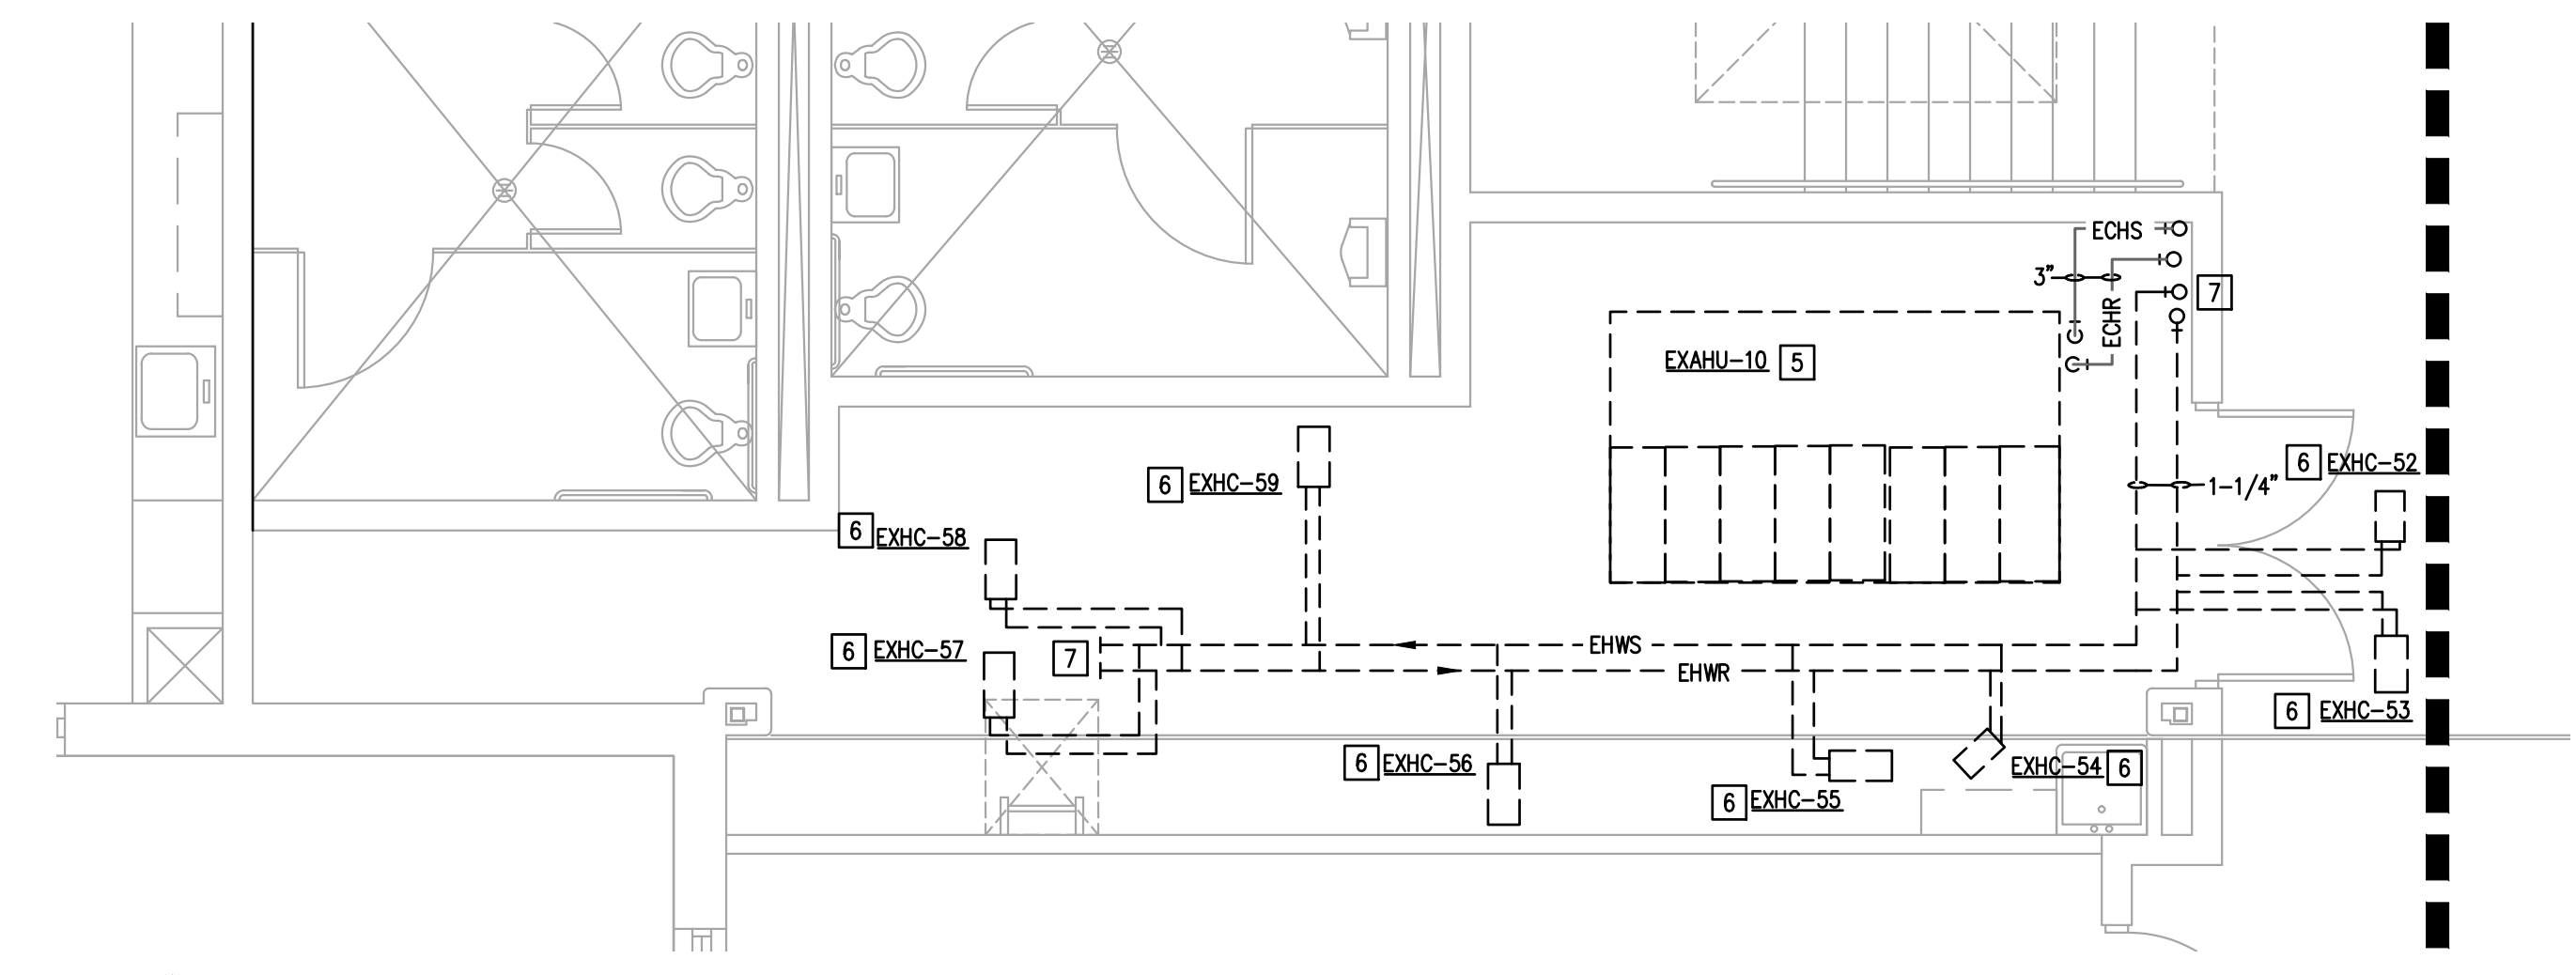 ECHS
3"
7
ECHR
EXAHU-10 5
6 EXHC-52
6 EXHC-59
1-1/4"
6 EXHC-58
6 EXHC-57
7
EHWS
EHWR
6 EXHC-53
6 EXHC-56
EXHC-54 6
6 EXHC-55